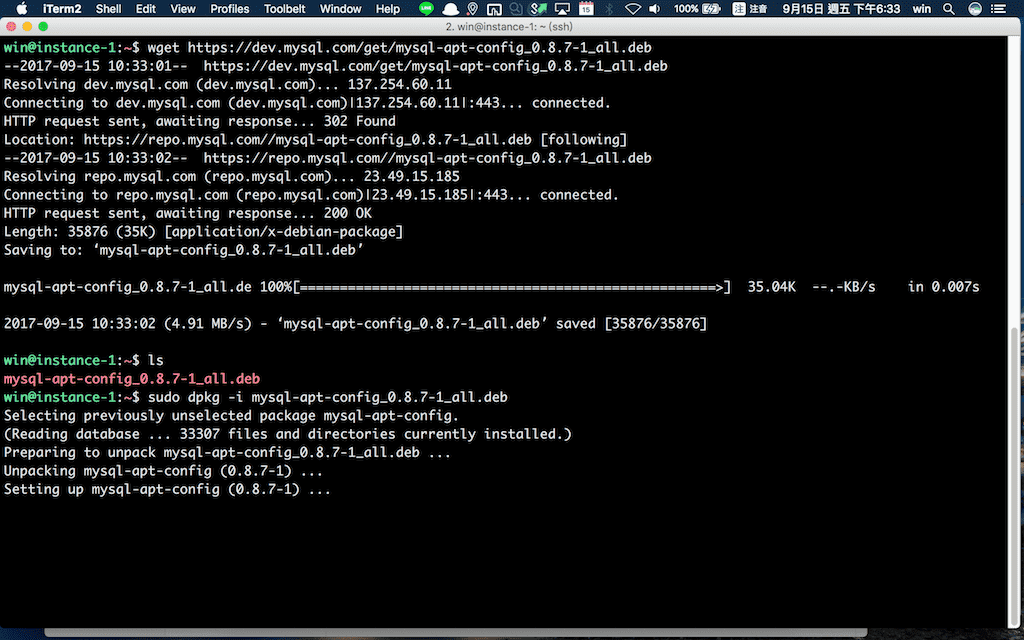 iTerm2 Shell Edit View Profiles Toolbelt Window Help LINE 15 100% 注 注音 9月15日 週五 下午6:33 win
2. win@instance-1: ~ (ssh)
win@instance-1:~$ wget https://dev.mysql.com/get/mysql-apt-config_0.8.7-1_all.deb
--2017-09-15 10:33:01--  https://dev.mysql.com/get/mysql-apt-config_0.8.7-1_all.deb
Resolving dev.mysql.com (dev.mysql.com)... 137.254.60.11
Connecting to dev.mysql.com (dev.mysql.com)|137.254.60.11|:443... connected.
HTTP request sent, awaiting response... 302 Found
Location: https://repo.mysql.com//mysql-apt-config_0.8.7-1_all.deb [following]
--2017-09-15 10:33:02--  https://repo.mysql.com//mysql-apt-config_0.8.7-1_all.deb
Resolving repo.mysql.com (repo.mysql.com)... 23.49.15.185
Connecting to repo.mysql.com (repo.mysql.com)|23.49.15.185|:443... connected.
HTTP request sent, awaiting response... 200 OK
Length: 35876 (35K) [application/x-debian-package]
Saving to: ‘mysql-apt-config_0.8.7-1_all.deb’
mysql-apt-config_0.8.7-1_all.de 100%[====================================================>]  35.04K  --.-KB/s    in 0.007s
2017-09-15 10:33:02 (4.91 MB/s) - ‘mysql-apt-config_0.8.7-1_all.deb’ saved [35876/35876]
win@instance-1:~$ ls
mysql-apt-config_0.8.7-1_all.deb
win@instance-1:~$ sudo dpkg -i mysql-apt-config_0.8.7-1_all.deb
Selecting previously unselected package mysql-apt-config.
(Reading database ... 33307 files and directories currently installed.)
Preparing to unpack mysql-apt-config_0.8.7-1_all.deb ...
Unpacking mysql-apt-config (0.8.7-1) ...
Setting up mysql-apt-config (0.8.7-1) ...